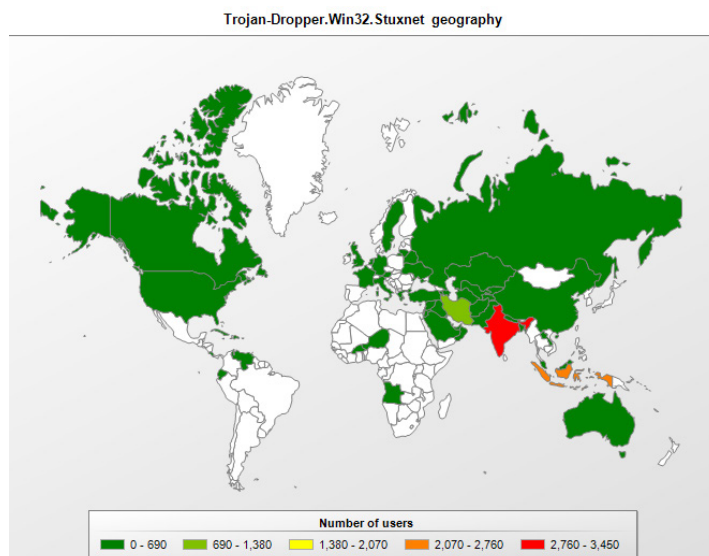 Trojan-Dropper.Win32.Stuxnet geography
Number of users
0 - 690 690 - 1,380 1,380 - 2,070 2,070 - 2,760 2,760 - 3,450